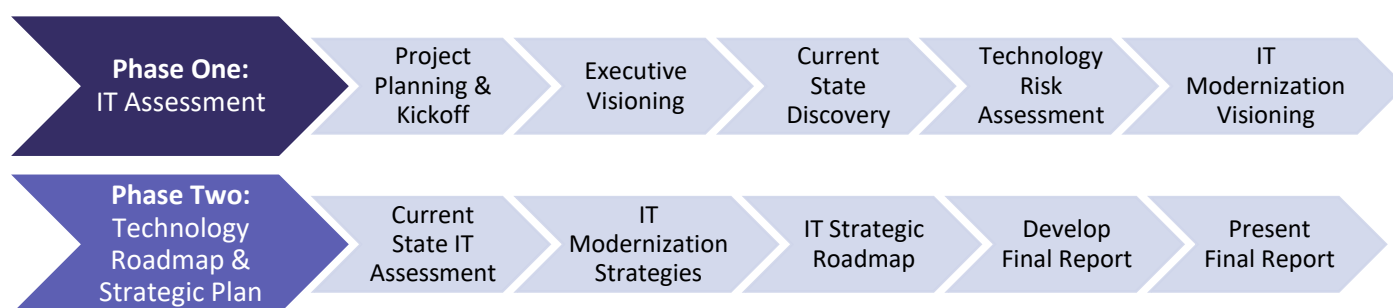 Phase One:
IT Assessment
Project
Planning &
Kickoff
Executive
Visioning
Current
State
Discovery
Technology
Risk
Assessment
IT
Modernization
Visioning
Phase Two:
Technology
Roadmap &
Strategic Plan
Current
State IT
Assessment
IT
Modernization
Strategies
IT Strategic
Roadmap
Develop
Final Report
Present
Final Report